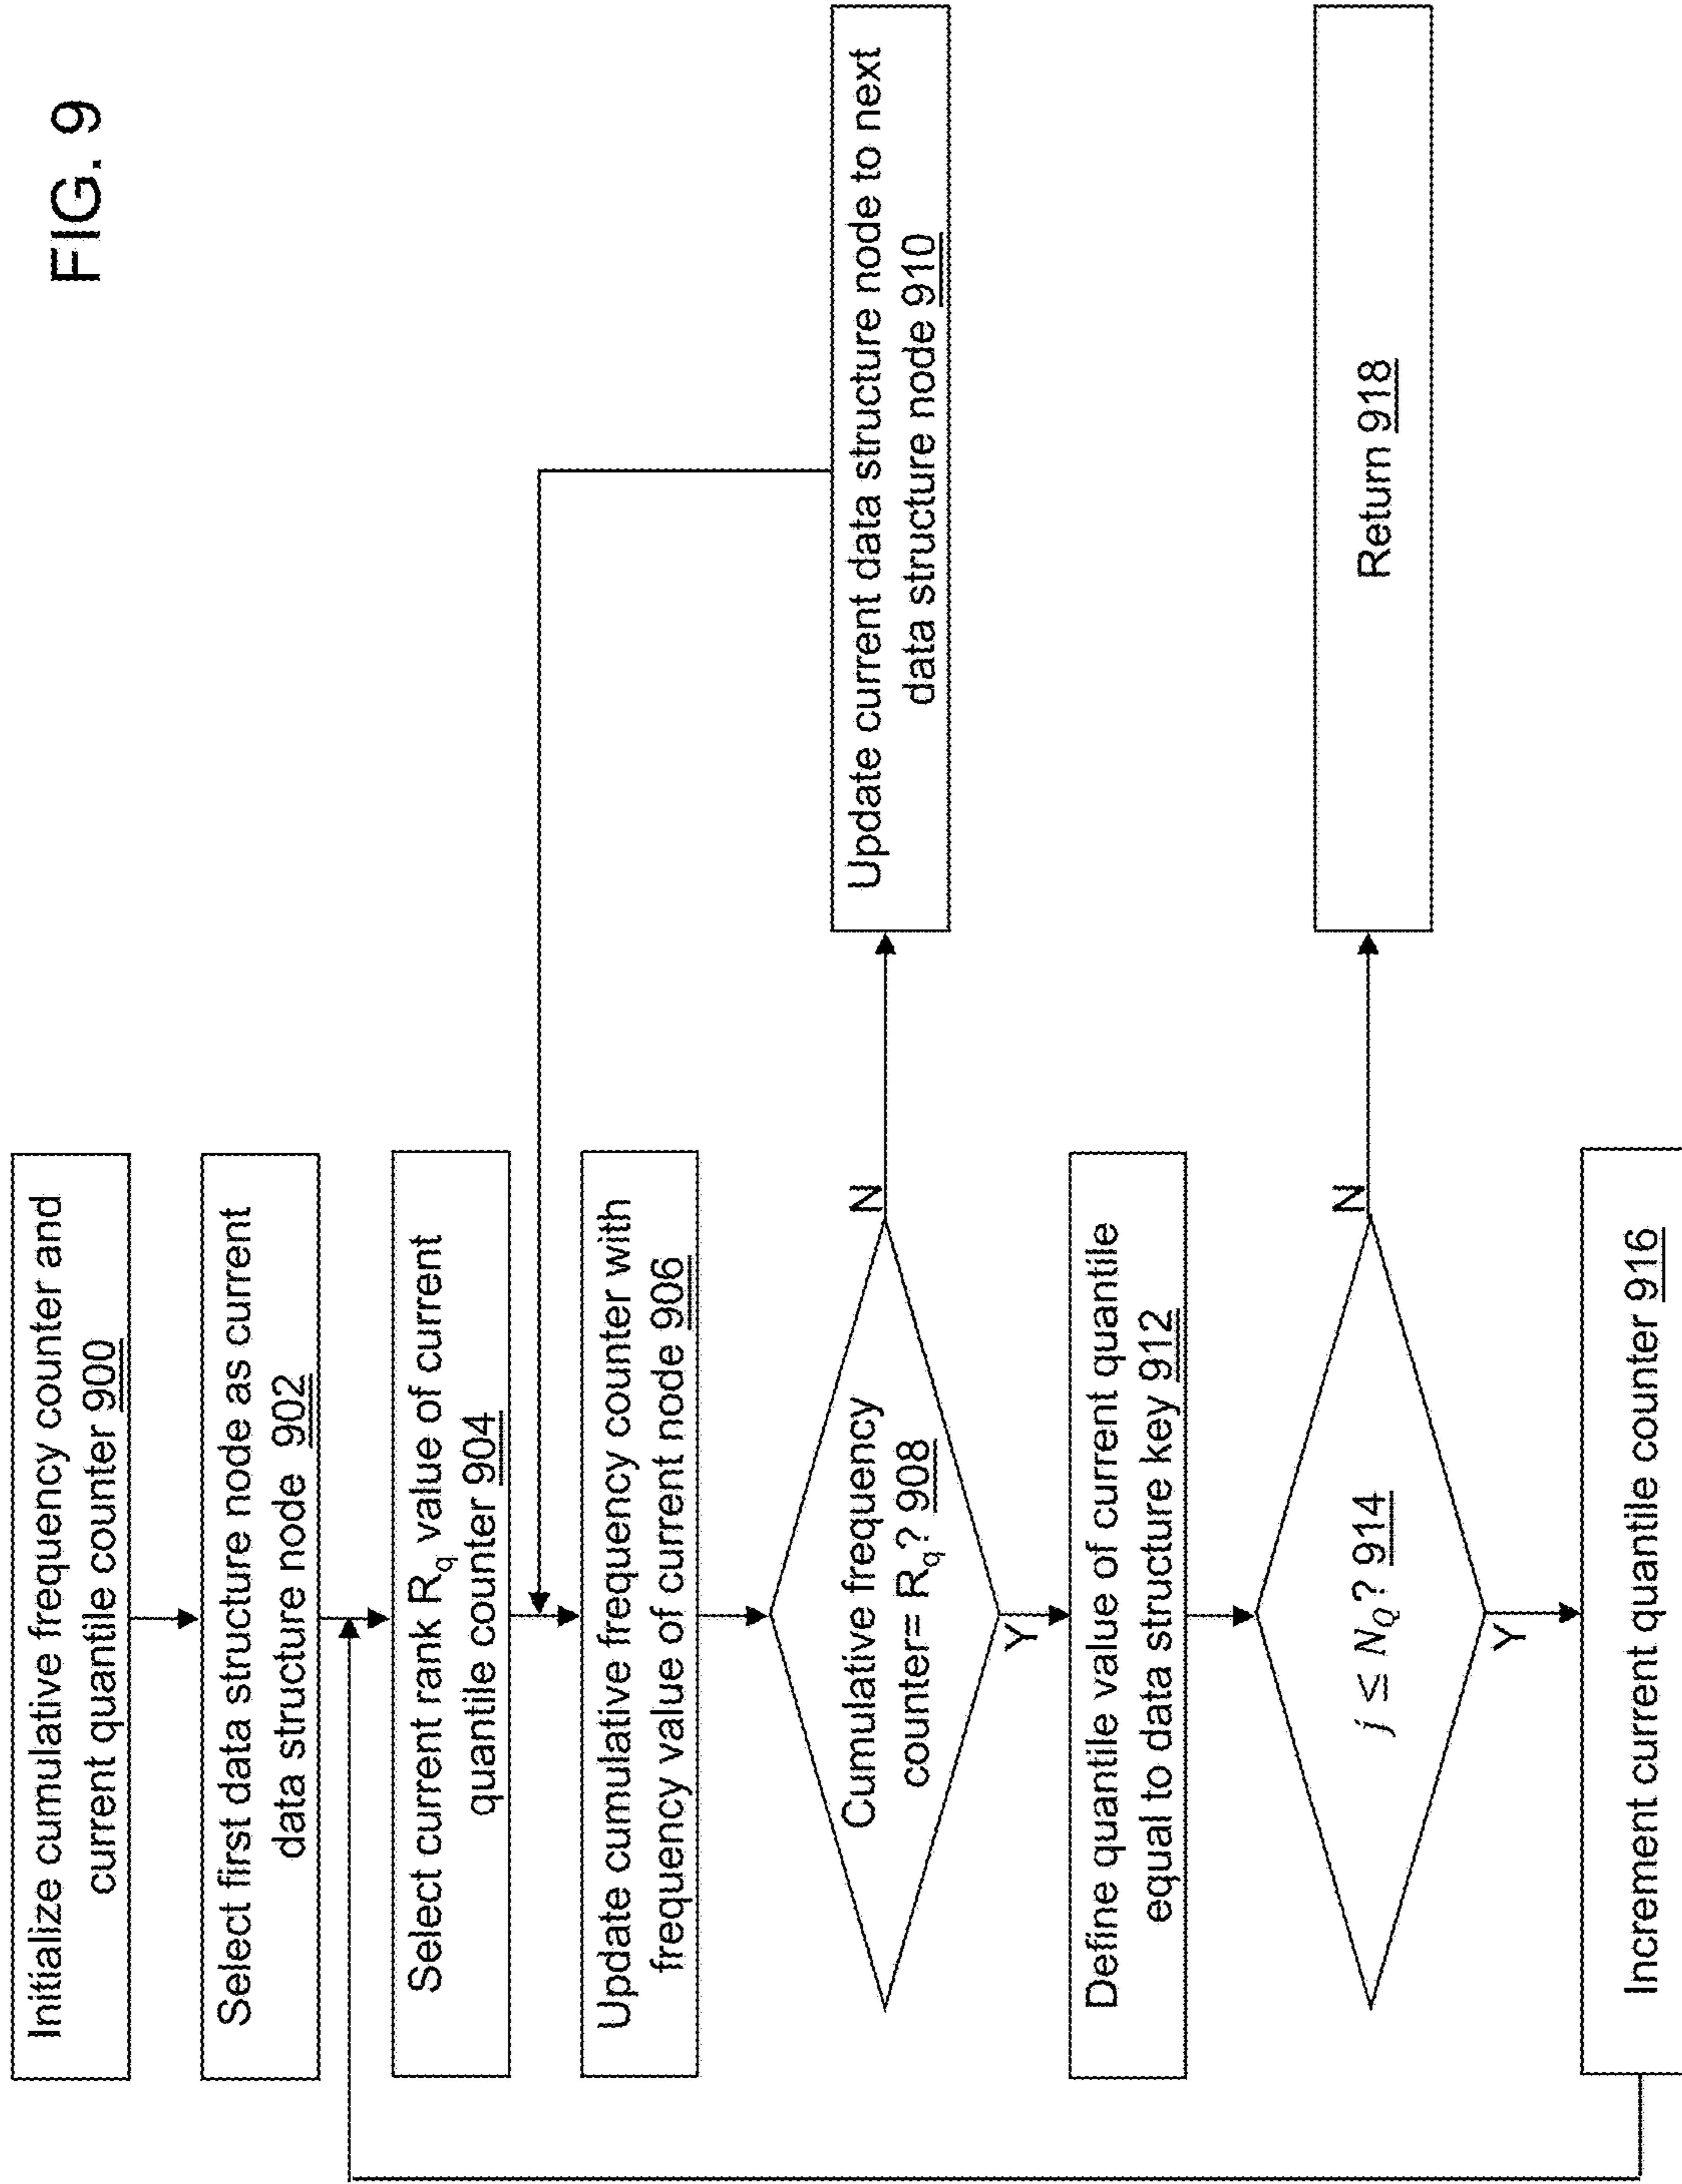 FIG. 9
Initialize cumulative frequency counter and
current quantile counter 900
Select first data structure node as current
data structure node 902
Select current rank Rq value of current
quantile counter 904
Update cumulative frequency counter with
frequency value of current node 906
Cumulative frequency
counter= Rq? 908
N
Update current data structure node to next
data structure node 910
Y
Define quantile value of current quantile
equal to data structure key 912
j ≤ NQ? 914
N
Return 918
Y
Increment current quantile counter 916